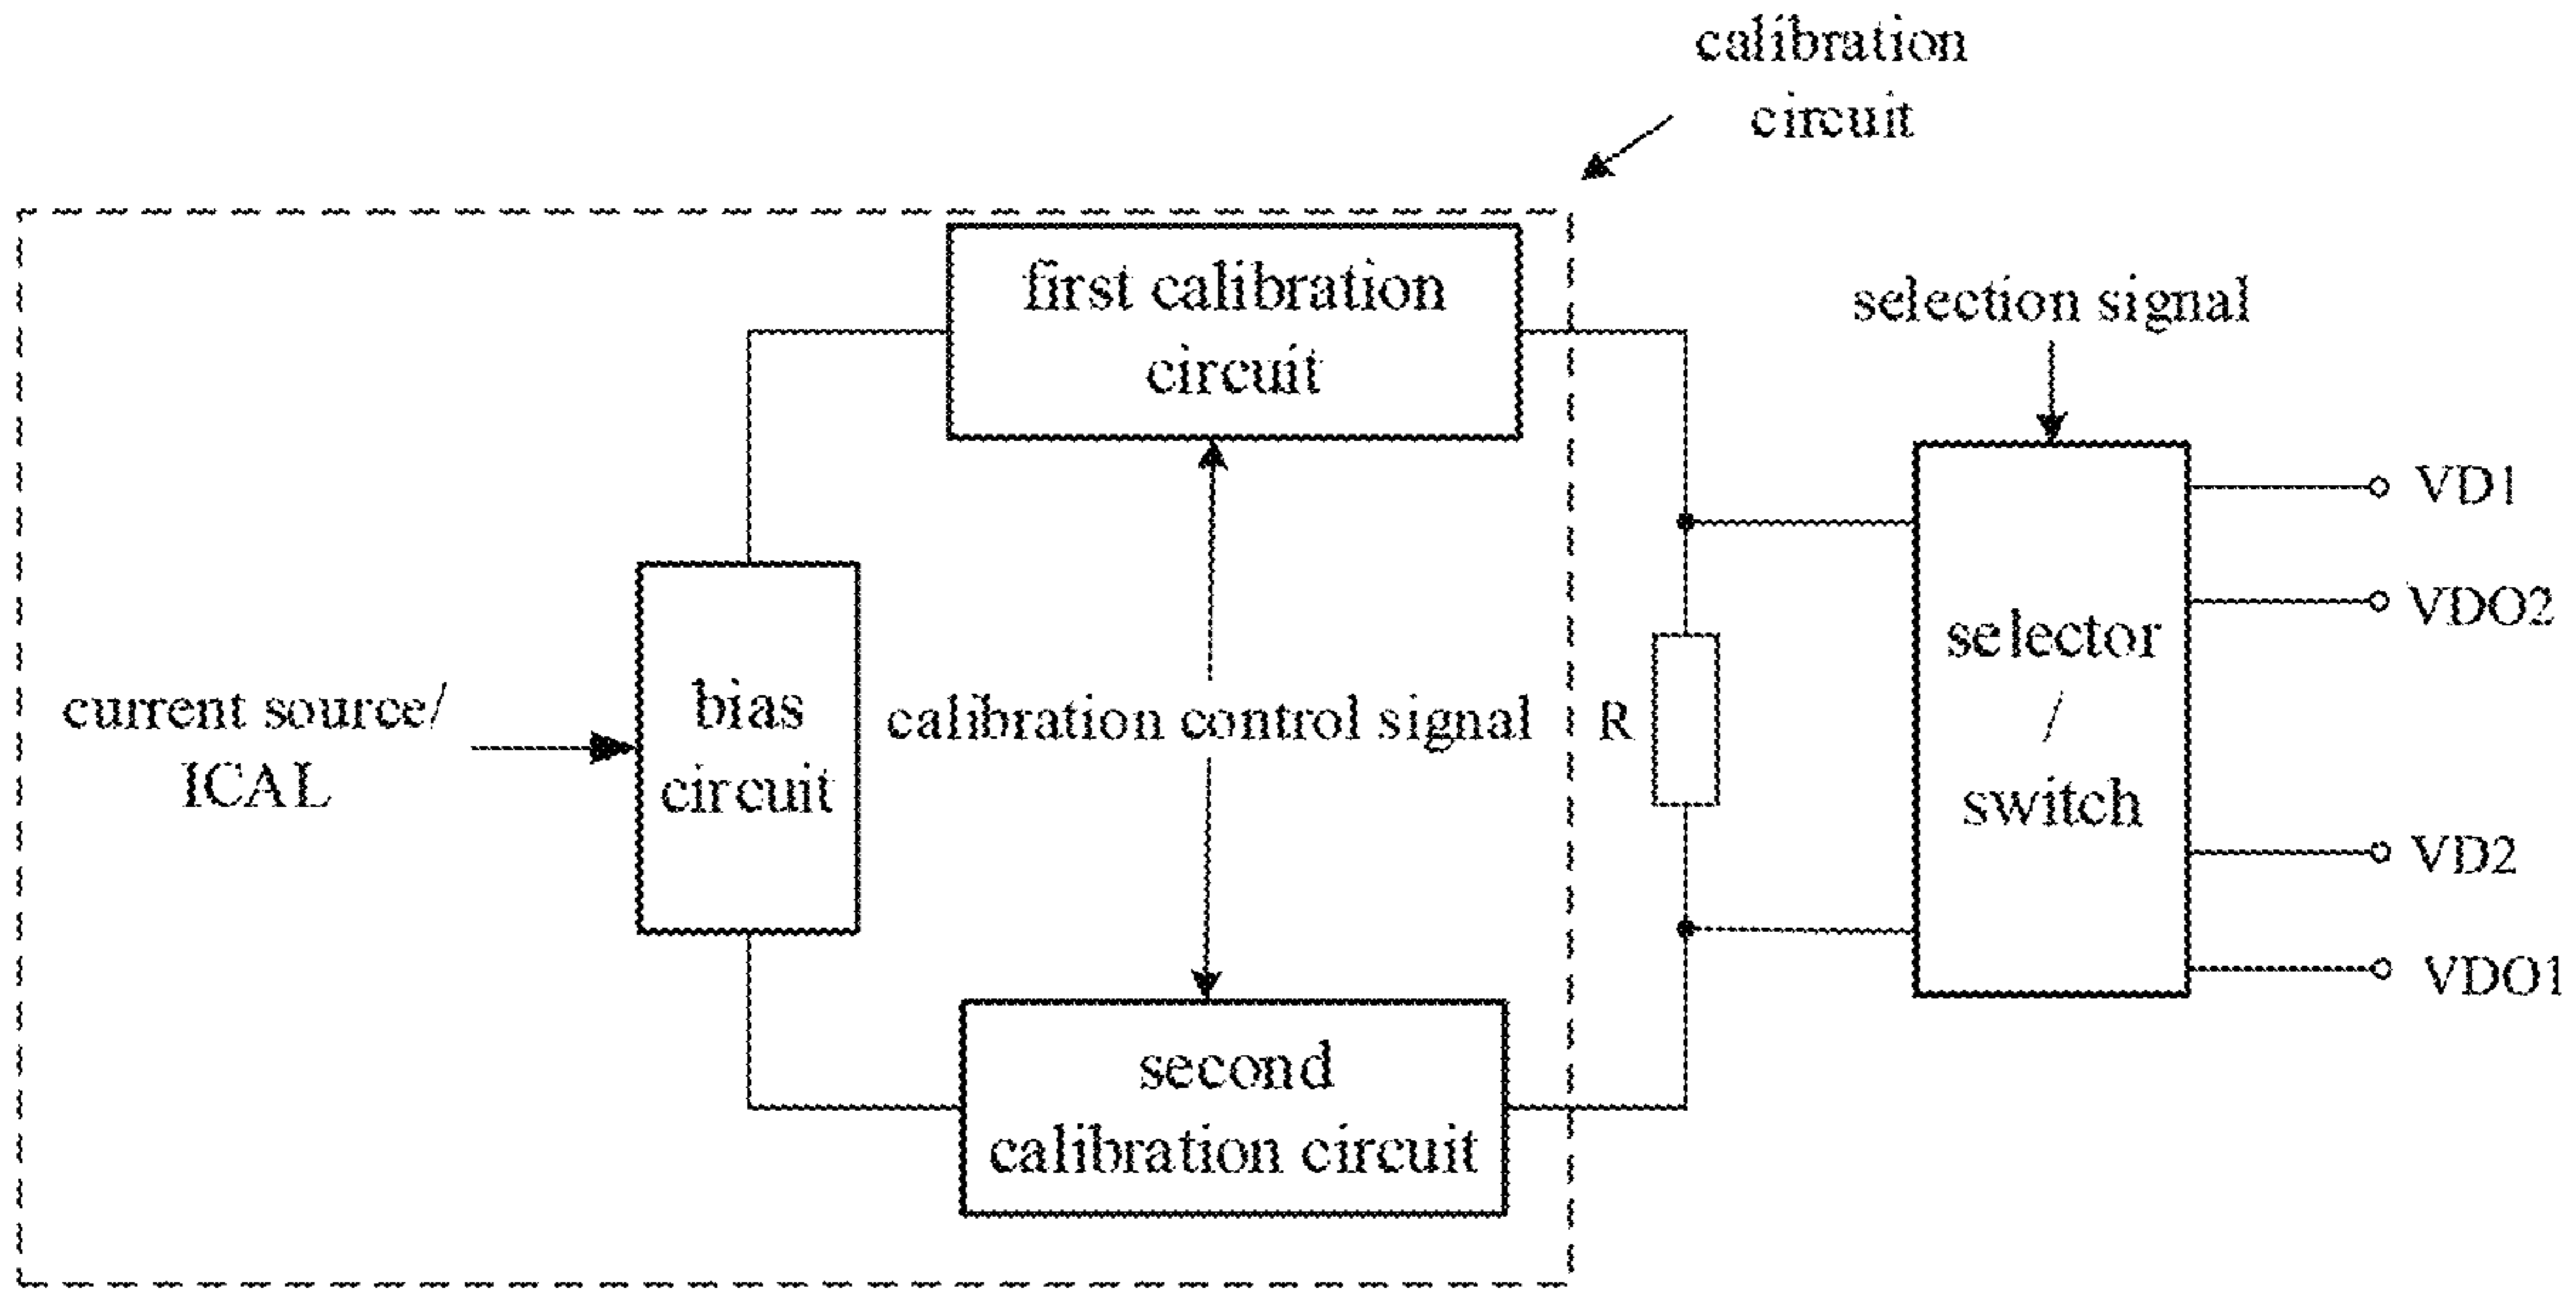 calibration
circuit
first calibration
circuit
selection signal
VD1
VDO2
selector
/
switch
current source/
ICAL
bias
circuit
calibration control signal
R
VD2
VDO1
second
calibration circuit